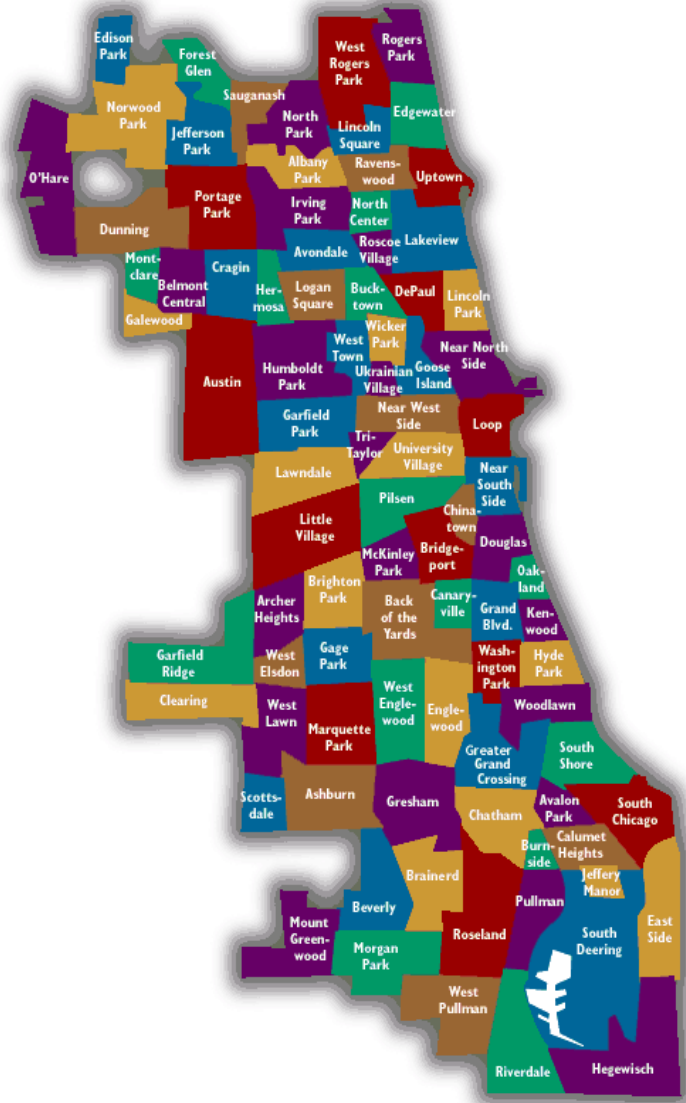 Edison
Park
Forest
Glen
West
Rogers
Park
Rogers
Park
Norwood
Park
Sauganash
Edgewater
Jefferson
Park
North
Park
Lincoln
Square
O'Hare
Albany
Park
Ravens-
wood
Uptown
Portage
Park
Irving
Park
North
Center
Dunning
Avondale
Roscoe
Village
Lakeview
Mont-
clare
Belmont
Central
Cragin
Her-
mosa
Logan
Square
Buck-
town
DePaul
Lincoln
Park
Galewood
West
Town
Wicker
Park
Near North
Side
Austin
Humboldt
Park
Ukrainian
Village
Goose
Island
Garfield
Park
Near West
Side
Loop
Tri-
Taylor
University
Village
Lawndale
Near
South
Side
Pilsen
China-
town
Little
Village
McKinley
Park
Bridge-
port
Douglas
Oak-
land
Archer
Heights
Brighton
Park
Back
of the
Yards
Canary-
ville
Grand
Blvd.
Ken-
wood
Garfield
Ridge
West
Elsdon
Gage
Park
Wash-
ington
Park
Hyde
Park
Clearing
West
Lawn
Marquette
Park
West
Engle-
wood
Engle-
wood
Woodlawn
Greater
Grand
Crossing
South
Shore
Scotts-
dale
Ashburn
Gresham
Chatham
Avalon
Park
South
Chicago
Burn-
side
Calumet
Heights
Brainerd
Jeffery
Manor
Beverly
Pullman
Mount
Green-
wood
Morgan
Park
Roseland
South
Deering
East
Side
West
Pullman
Riverdale
Hegewisch